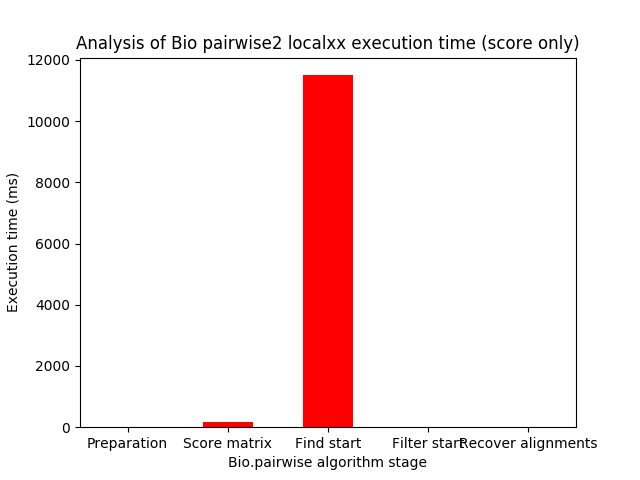 Analysis of Bio pairwise2 localxx execution time (score only)
Execution time (ms)
12000
10000
8000
6000
4000
2000
0
Preparation Score matrix Find start Filter start Recover alignments
Bio.pairwise algorithm stage